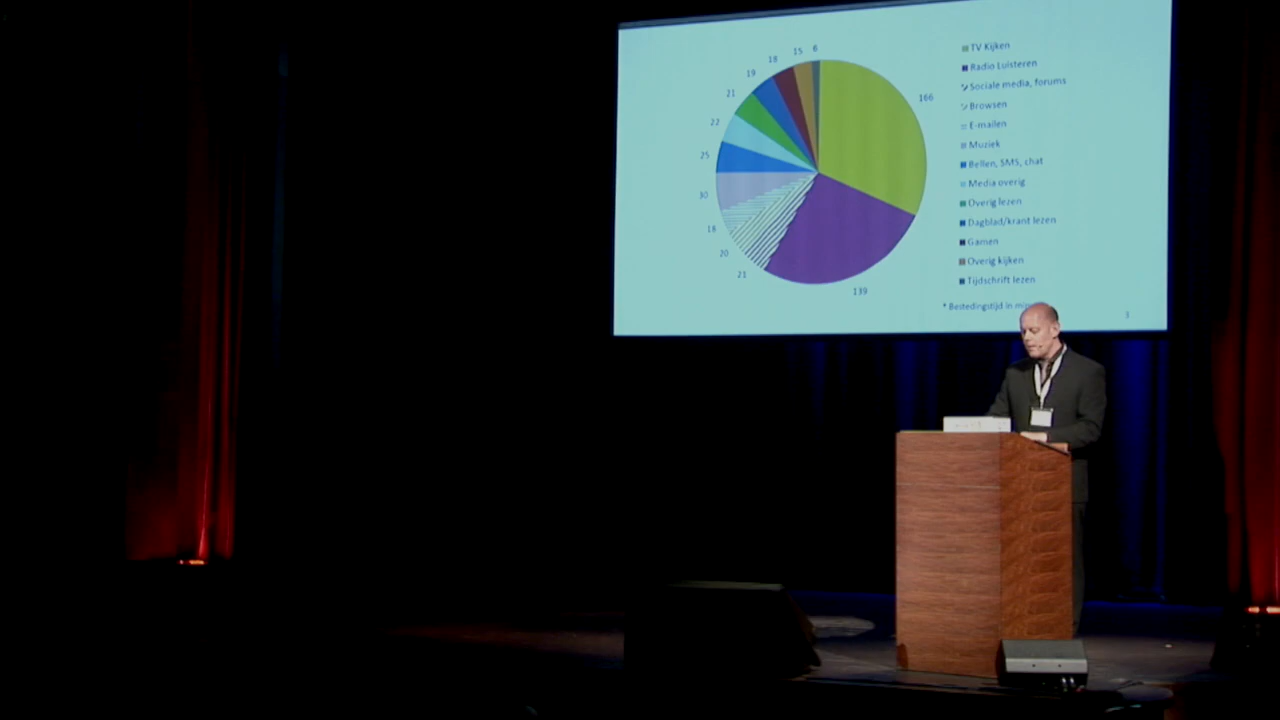 15 6
18
19
21
22
25
30
18
20
21
139
166
TV Kijken
Radio Luisteren
Sociale media, forums
Browsen
E-mailen
Muziek
Bellen, SMS, chat
Media overig
Overig lezen
Dagblad/krant lezen
Gamen
Overig kijken
Tijdschrift lezen
* Bestedingstijd in
3